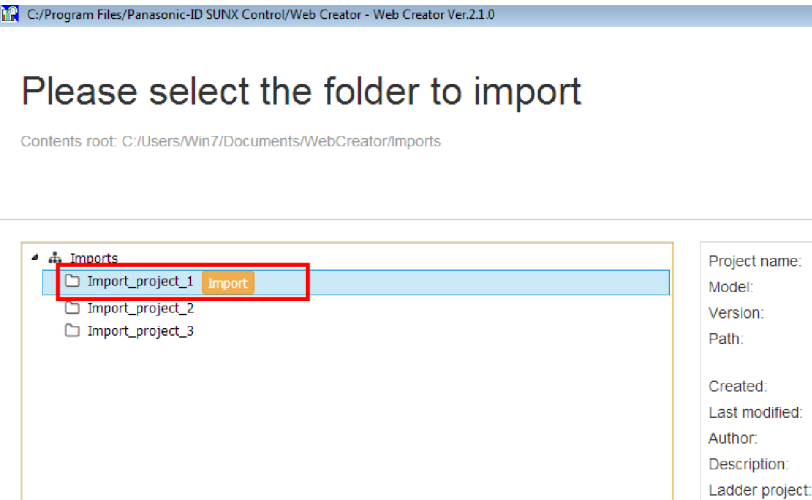 C:/Program Files/Panasonic-ID SUNX Control/Web Creator - Web Creator Ver.2.1.0
Please select the folder to import
Contents root: C:/Users/Win7/Documents/WebCreator/Imports
Imports
Import_project_1 Import
Import_project_2
Import_project_3
Project name:
Model:
Version:
Path:
Created:
Last modified:
Author:
Description:
Ladder project: